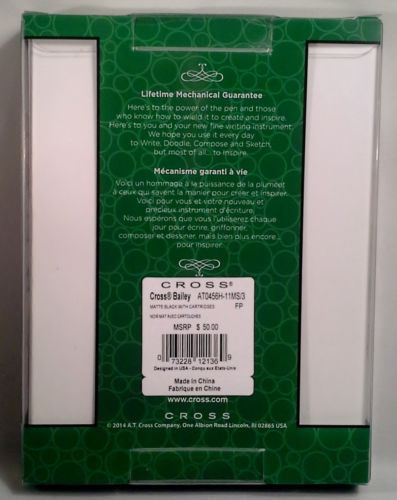 Lifetime Mechanical Guarantee
Here's to the power of the pen and those
who know how to wield it to create and inspire.
Here's to you and your new fine writing instrument.
We hope you use it every day
to Write, Doodle, Compose and Sketch,
but most of all... to Inspire.
Mécanisme garanti à vie
Voici un hommage à la puissance de la plume et
à ceux qui savent la manier pour créer et inspirer.
Voici pour vous et votre nouveau et
précieux instrument d'écriture.
Nous espérons que vous l'utiliserez chaque
jour pour écrire, griffonner,
composer et dessiner, mais bien plus encore...
pour inspirer.
CROSS®
Cross® Bailey AT0456H-11MS/3
MATTE BLACK WITH CARTRIDGES FP
NOIR MAT AVEC CARTOUCHES
MSRP $ 50.00
0 73228 12136 9
Designed in USA - Conçu aux Etats-Unis
Made in China
Fabriqué en Chine
www.cross.com
CROSS
© 2014 A.T. Cross Company, One Albion Road Lincoln, RI 02865 USA